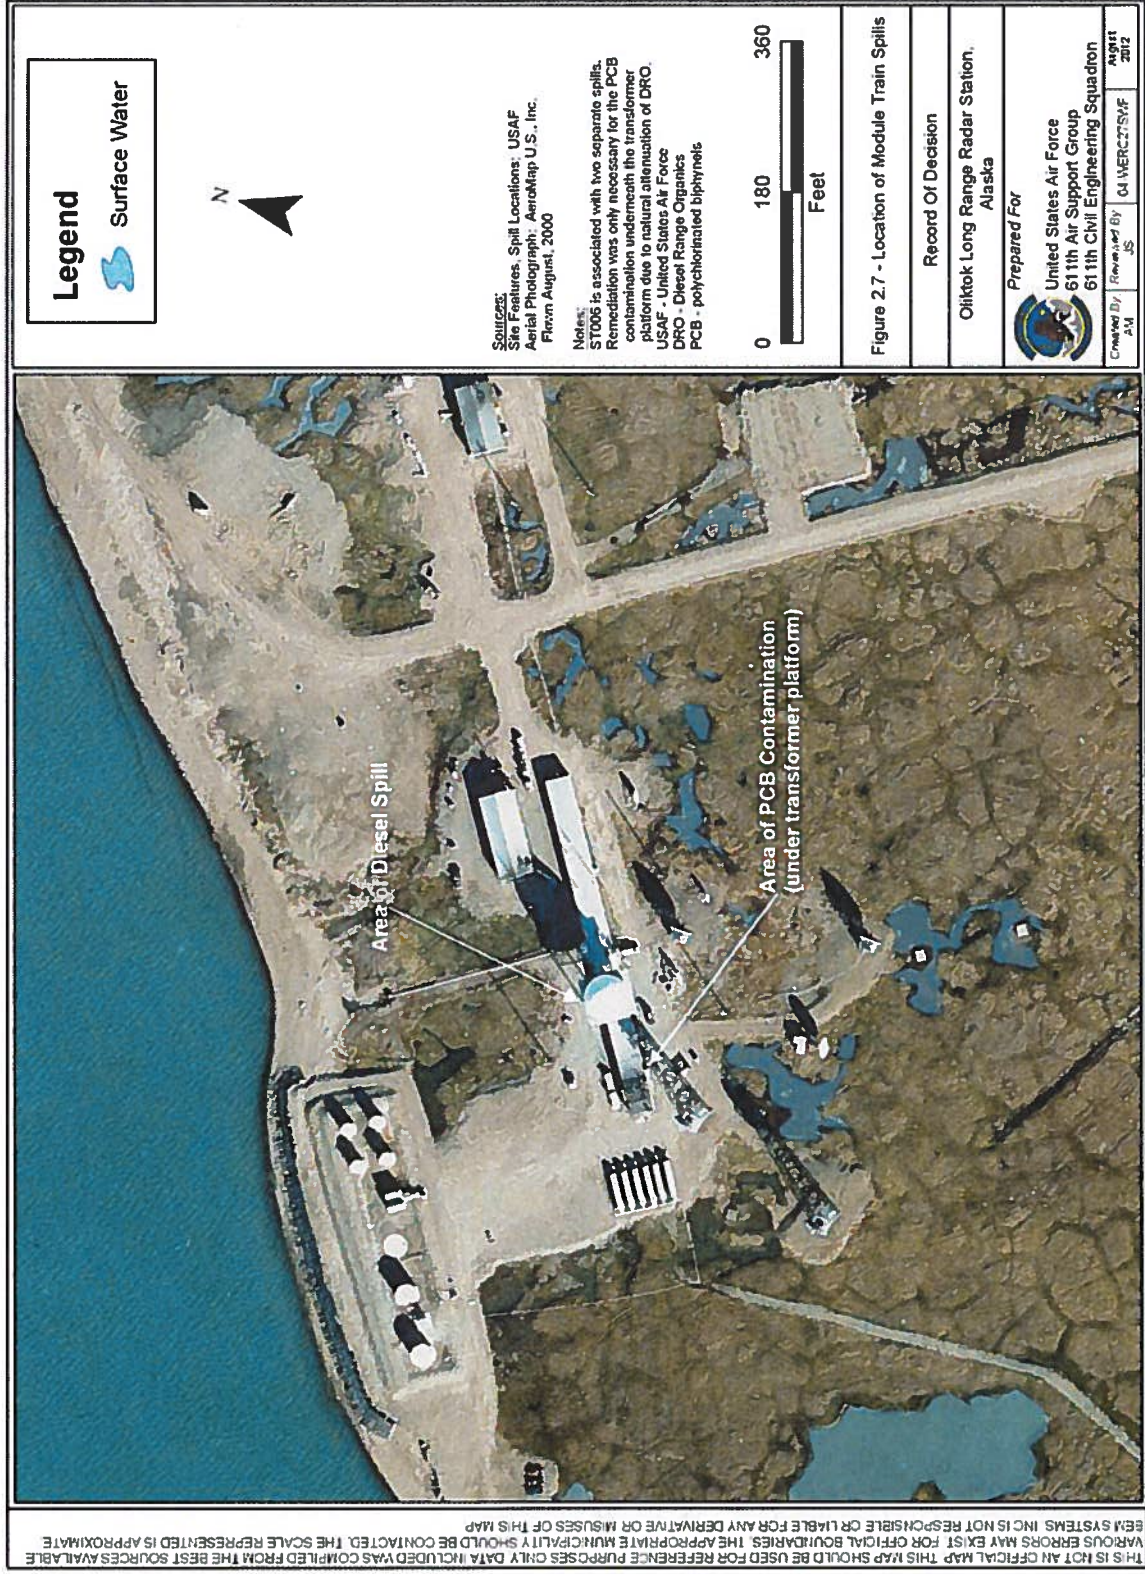 Legend
Surface Water
N
Sources:
Site Features, Spill Locations: USAF
Aerial Photograph: AeroMap U.S., Inc.
Flown August, 2000
Notes:
ST006 is associated with two separate spills.
Remediation was only necessary for the PCB
contamination underneath the transformer
platform due to natural attenuation of DRO.
USAF - United States Air Force
DRO - Diesel Range Organics
PCB - polychlorinated biphynels
0 180 360
Feet
Figure 2.7 - Location of Module Train Spills
Record Of Decision
Oliktok Long Range Radar Station,
Alaska
Prepared For
United States Air Force
611th Air Support Group
611th Civil Engineering Squadron
Created By
AM
Reviewed By
JS
August
2012
Area of Diesel Spill
Area of PCB Contamination
(under transformer platform)
THIS IS NOT AN OFFICIAL MAP. THIS MAP SHOULD BE USED FOR REFERENCE PURPOSES ONLY. DATA INCLUDED WAS COMPILED FROM THE BEST SOURCES AVAILABLE
VARIOUS ERRORS MAY EXIST. FOR OFFICIAL BOUNDARIES, THE APPROPRIATE MUNICIPALITY SHOULD BE CONTACTED. THE SCALE REPRESENTED IS APPROXIMATE
EEM SYSTEMS INC IS NOT RESPONSIBLE OR LIABLE FOR ANY DERIVATIVE OR MISUSES OF THIS MAP